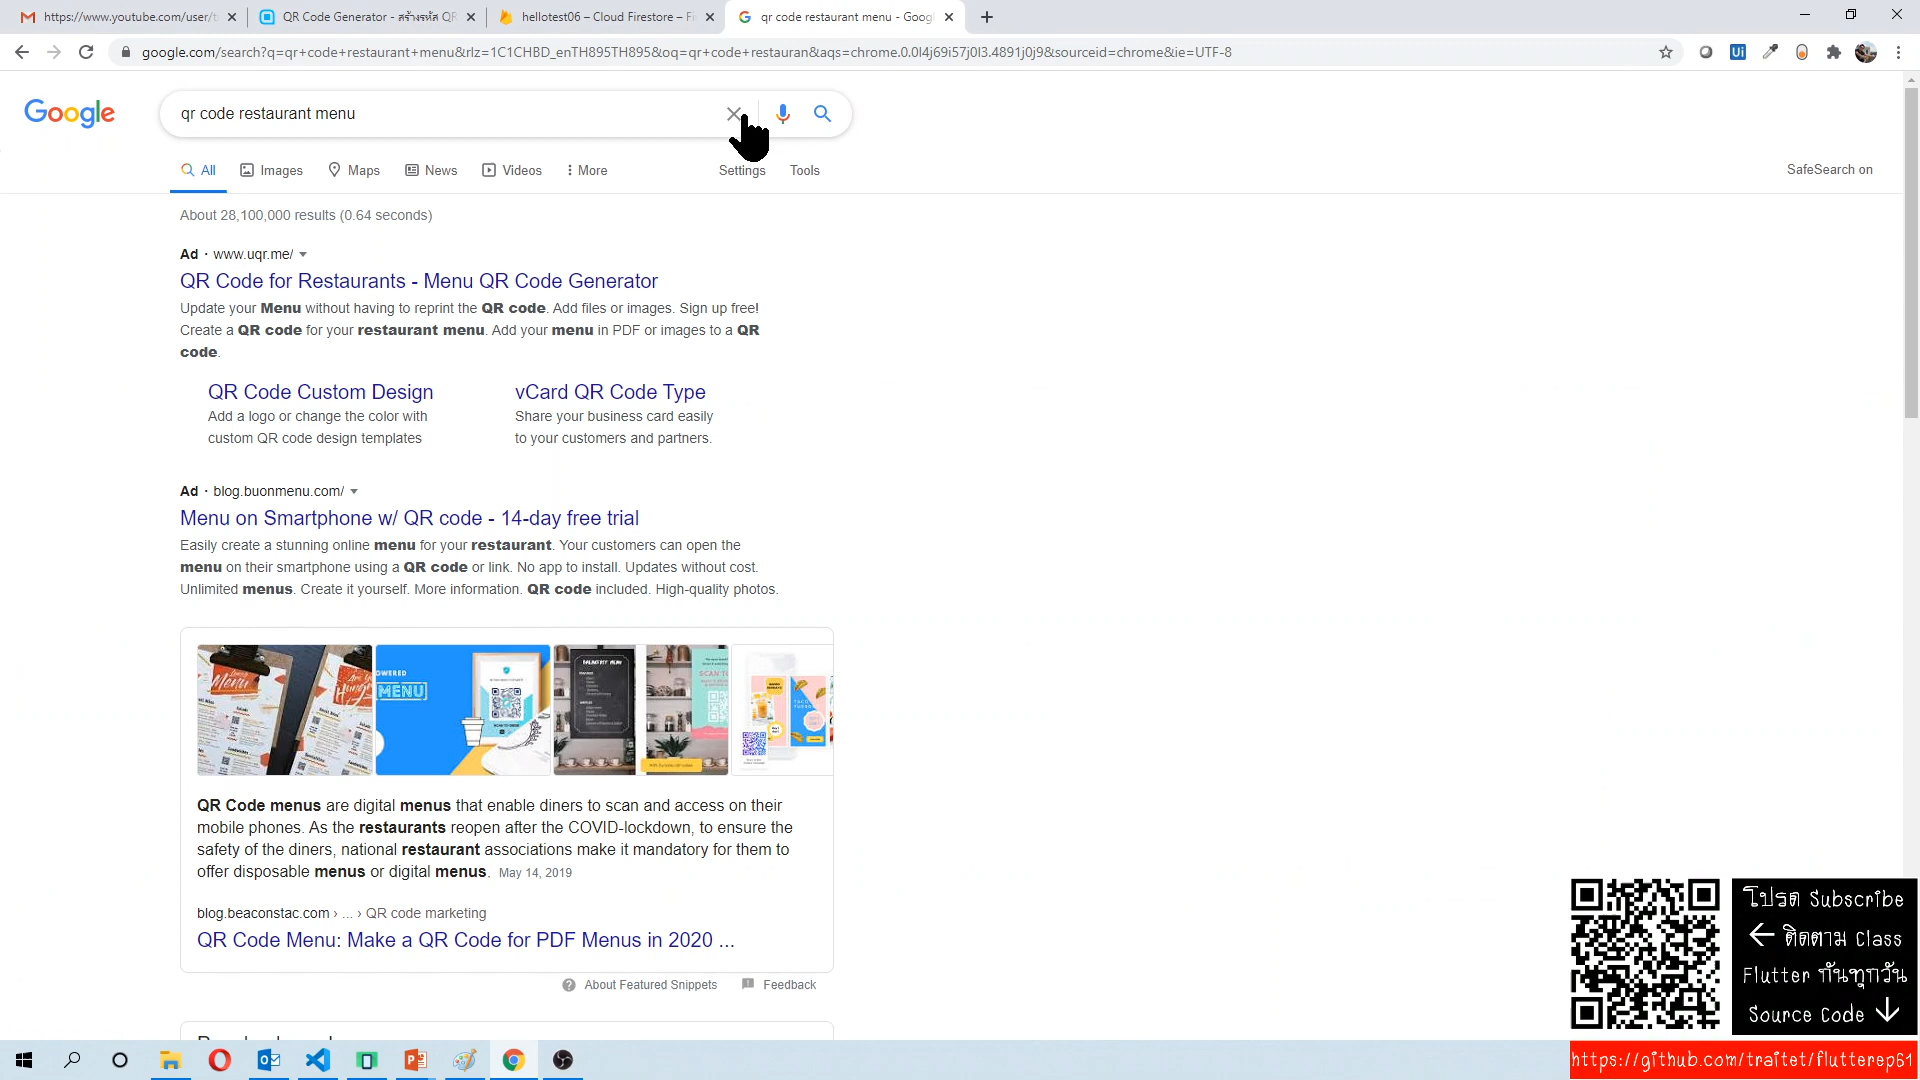 https://www.youtube.com/user/t
QR Code Generator - สร้างรหัส QR
hellotest06 – Cloud Firestore – Fi
qr code restaurant menu - Goog
google.com/search?q=qr+code+restaurant+menu&rlz=1C1CHBD_enTH895TH895&oq=qr+code+restauran&aqs=chrome.0.0l4j69i57j0l3.4891j0j9&sourceid=chrome&ie=UTF-8
Google
qr code restaurant menu
All Images Maps News Videos More Settings Tools
SafeSearch on
About 28,100,000 results (0.64 seconds)
Ad · www.uqr.me/
QR Code for Restaurants - Menu QR Code Generator
Update your Menu without having to reprint the QR code. Add files or images. Sign up free!
Create a QR code for your restaurant menu. Add your menu in PDF or images to a QR
code.
QR Code Custom Design
Add a logo or change the color with
custom QR code design templates
vCard QR Code Type
Share your business card easily
to your customers and partners.
Ad · blog.buonmenu.com/
Menu on Smartphone w/ QR code - 14-day free trial
Easily create a stunning online menu for your restaurant. Your customers can open the
menu on their smartphone using a QR code or link. No app to install. Updates without cost.
Unlimited menus. Create it yourself. More information. QR code included. High-quality photos.
MENU
QR Code menus are digital menus that enable diners to scan and access on their
mobile phones. As the restaurants reopen after the COVID-lockdown, to ensure the
safety of the diners, national restaurant associations make it mandatory for them to
offer disposable menus or digital menus. May 14, 2019
blog.beaconstac.com › ... › QR code marketing
QR Code Menu: Make a QR Code for PDF Menus in 2020 ...
About Featured Snippets
Feedback
โปรด Subscribe
← ติดตาม Class
Flutter กันทุกวัน
Source Code ↓
https://github.com/traitet/flutterep61